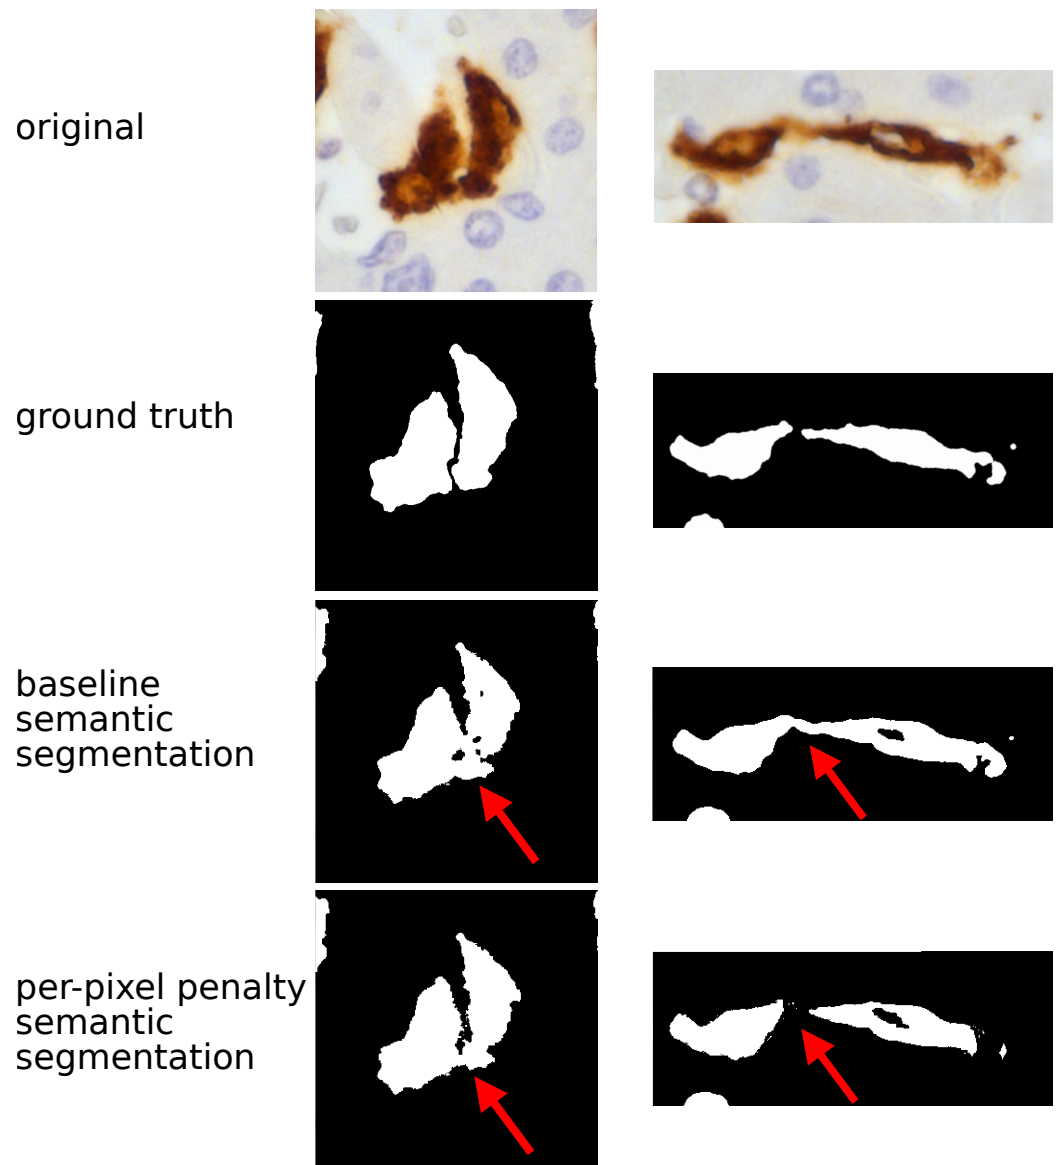 original
ground truth
baseline
semantic
segmentation
per-pixel penalty
semantic
segmentation